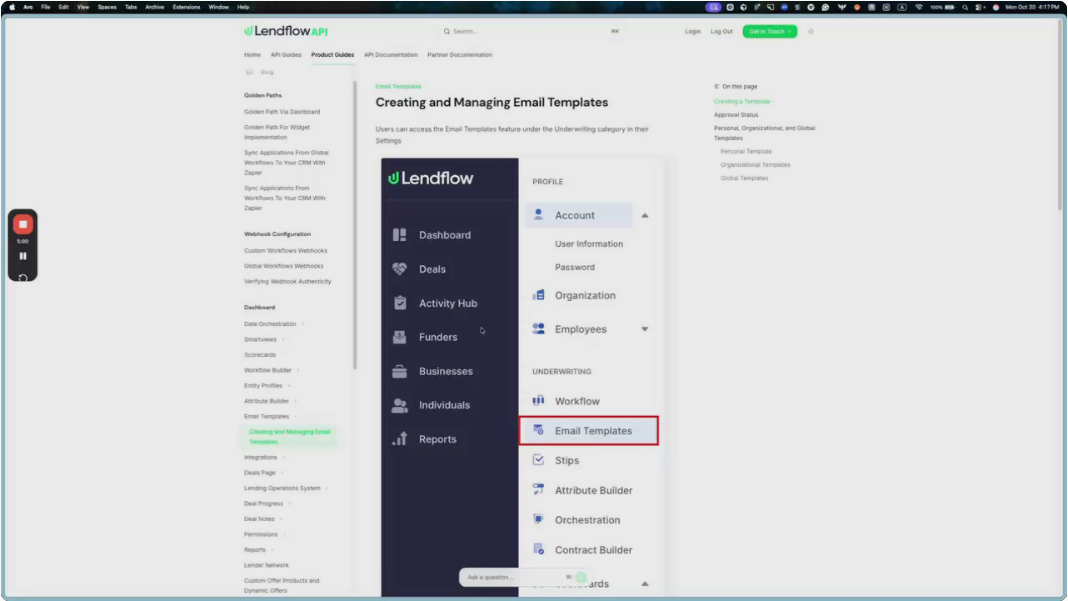 Arc File Edit View Spaces Tabs Archive Extensions Window Help
100% Mon Oct 20 4:17PM
Lendflow API
Search...
Login Log Out Get in Touch
Home API Guides Product Guides API Documentation Partner Documentation
Blog
Golden Paths
Golden Path Via Dashboard
Golden Path For Widget
Implementation
Sync Applications From Global
Workflows To Your CRM With
Zapier
Sync Applications From
Workflows To Your CRM With
Zapier
Webhook Configuration
Custom Workflows Webhooks
Global Workflows Webhooks
Verifying Webhook Authenticity
Dashboard
Data Orchestration
Smartviews
Scorecards
Workflow Builder
Entity Profiles
Attribute Builder
Email Templates
Creating and Managing Email
Templates
Integrations
Deals Page
Lending Operations System
Deal Progress
Deal Notes
Permissions
Reports
Lender Network
Custom Offer Products and
Dynamic Offers
5:00
Email Templates
Creating and Managing Email Templates
Users can access the Email Templates feature under the Underwriting category in their
Settings
Lendflow
Dashboard
Deals
Activity Hub
Funders
Businesses
Individuals
Reports
PROFILE
Account
User Information
Password
Organization
Employees
UNDERWRITING
Workflow
Email Templates
Stips
Attribute Builder
Orchestration
Contract Builder
Ask a question...
On this page
Creating a Template
Approval Status
Personal, Organizational, and Global
Templates
Personal Template
Organizational Templates
Global Templates